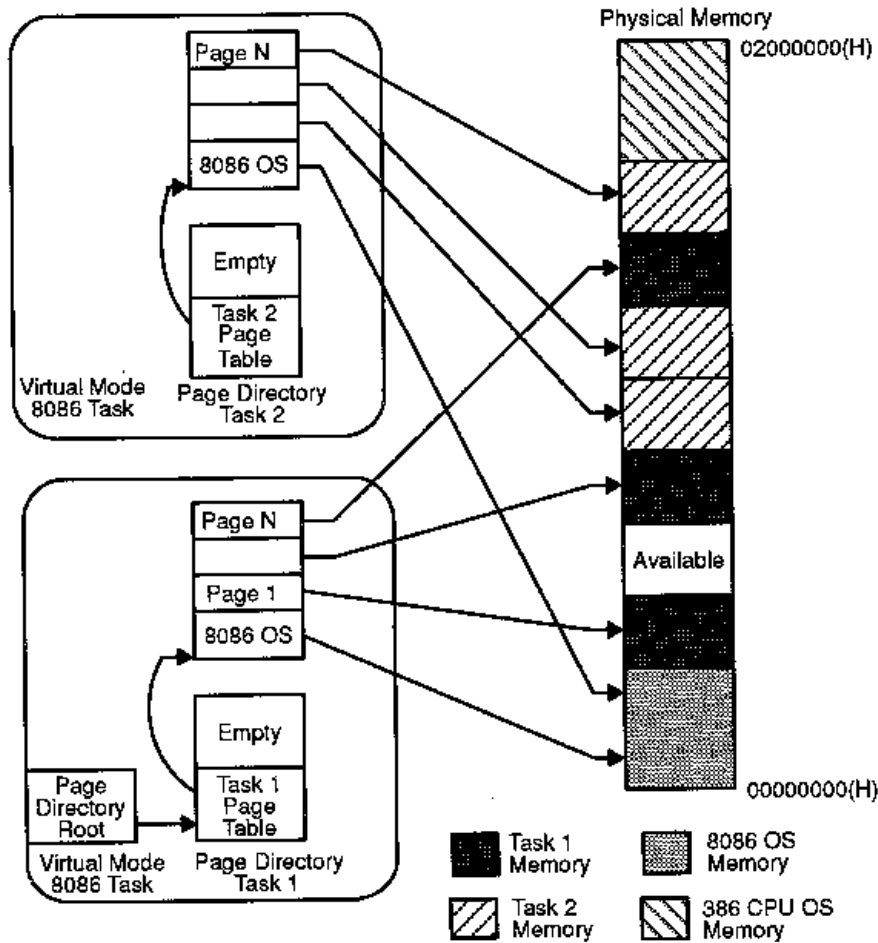 Physical Memory
02000000(H)
Page N
8086 OS
Empty
Task 2
Page
Table
Virtual Mode
8086 Task
Page Directory
Task 2
Page N
Page 1
8086 OS
Empty
Task 1
Page
Table
Page
Directory
Root
Virtual Mode
8086 Task
Page Directory
Task 1
Available
00000000(H)
Task 1
Memory
8086 OS
Memory
Task 2
Memory
386 CPU OS
Memory